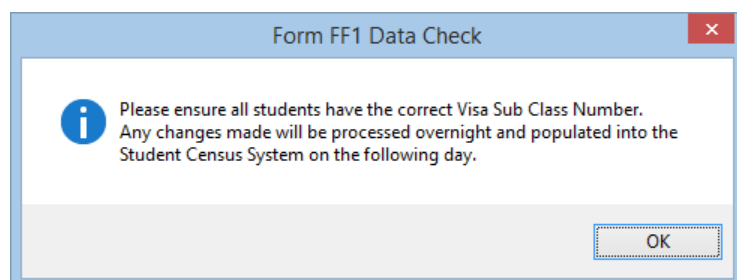 Form FF1 Data Check
Please ensure all students have the correct Visa Sub Class Number.
Any changes made will be processed overnight and populated into the
Student Census System on the following day.
OK